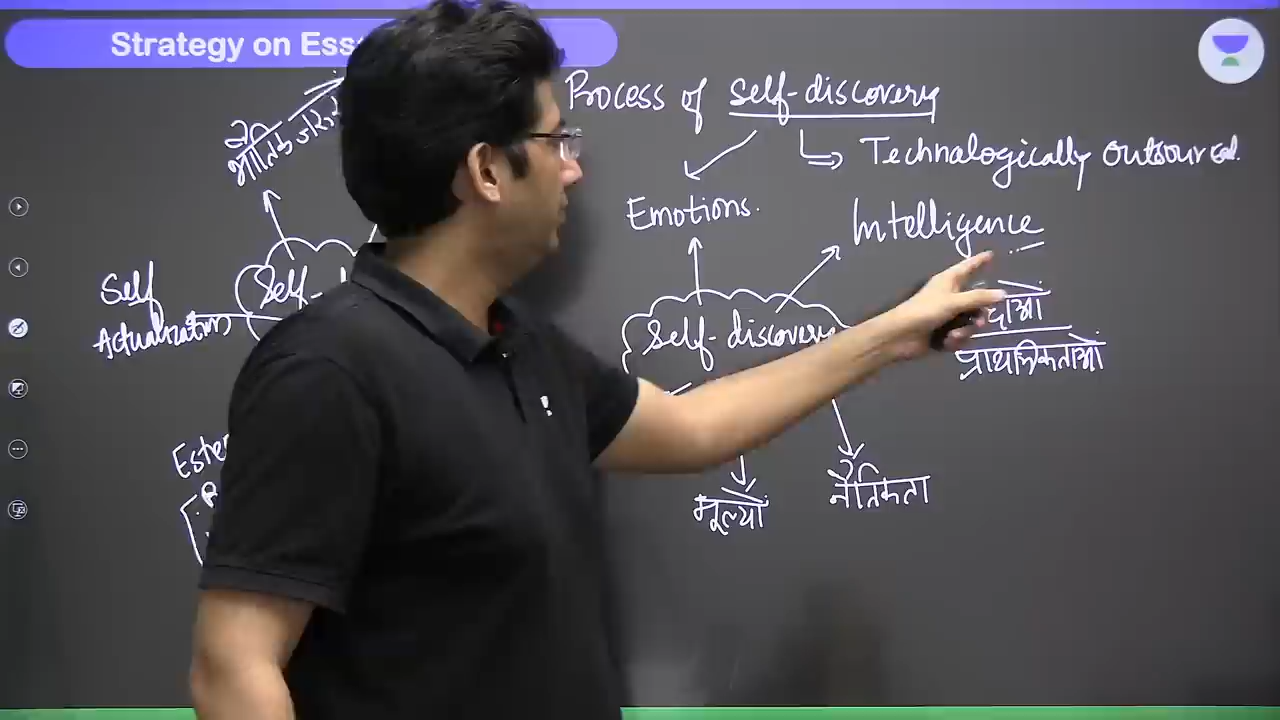 Strategy on Ess
Process of self-discovery
Technalogically outsourced.
भौतिक
Emotions.
Intelligence
Self
Actualization
Self-
Self-discovery
प्राथमिकताओं
Este
मूल्यों
नैतिकता